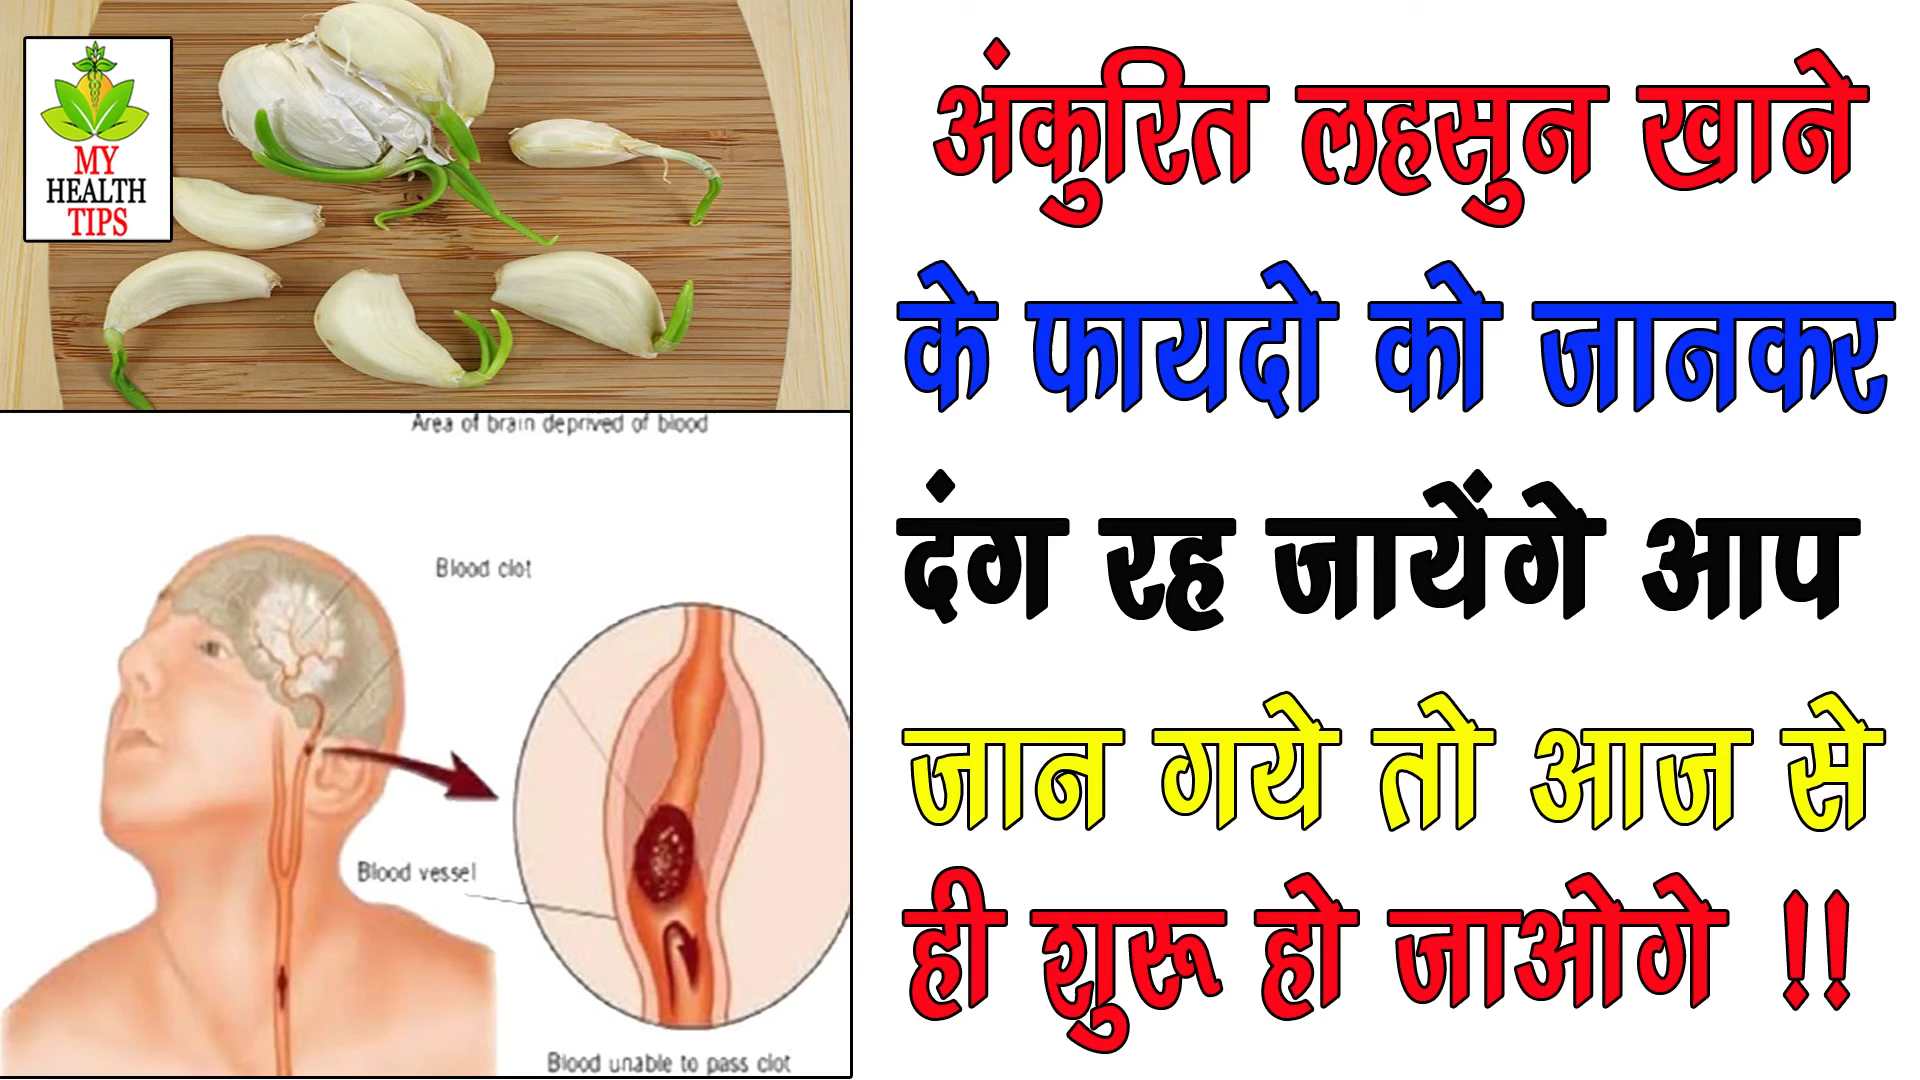 MY
HEALTH
TIPS
Area of brain deprived of blood
Blood clot
Blood vessel
Blood unable to pass clot
अंकुरित लहसुन खाने
के फायदो को जानकर
दंग रह जायेंगे आप
जान गये तो आज से
ही शुरू हो जाओगे !!